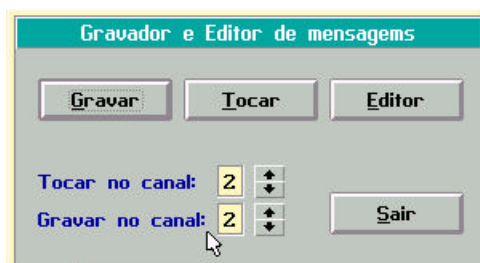 Gravador e Editor de mensagems
Gravar Tocar Editor
Tocar no canal: 2
Gravar no canal: 2
Sair